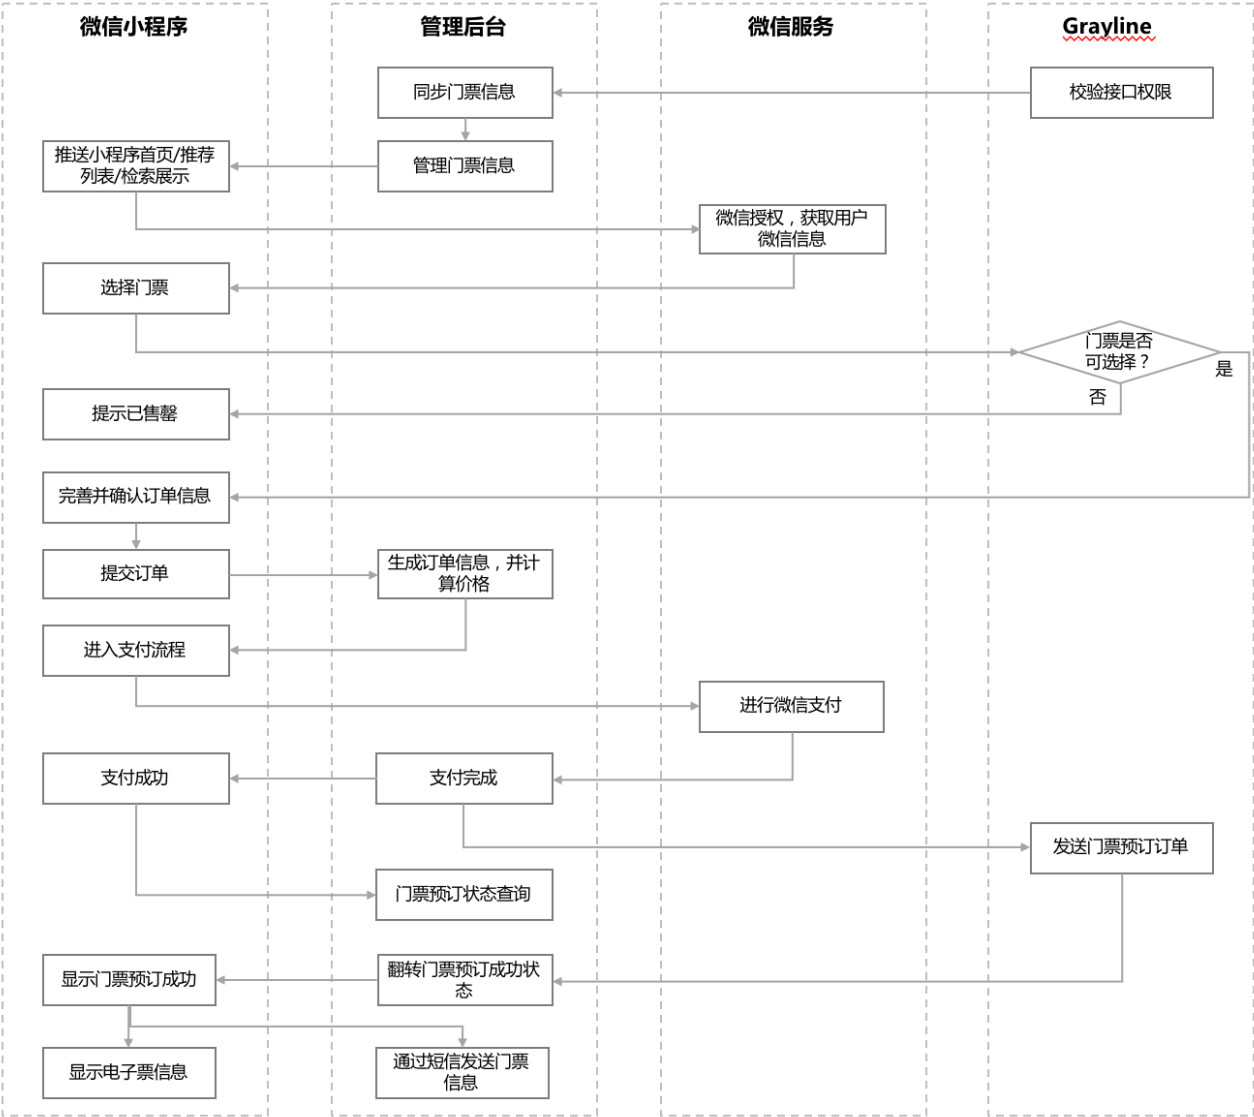 微信小程序
管理后台
微信服务
Grayline
同步门票信息
校验接口权限
推送小程序首页/推荐
列表/检索展示
管理门票信息
微信授权，获取用户
微信信息
选择门票
门票是否
可选择？
是
否
提示已售罄
完善并确认订单信息
提交订单
生成订单信息，并计
算价格
进入支付流程
进行微信支付
支付成功
支付完成
发送门票预订订单
门票预订状态查询
显示门票预订成功
翻转门票预订成功状
态
显示电子票信息
通过短信发送门票
信息